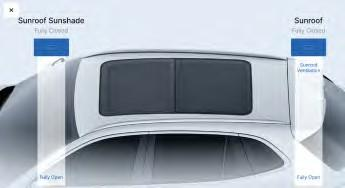 Sunroof Sunshade
Fully Closed
Fully Open
Sunroof
Fully Closed
Sunroof
Ventilation
Fully Open